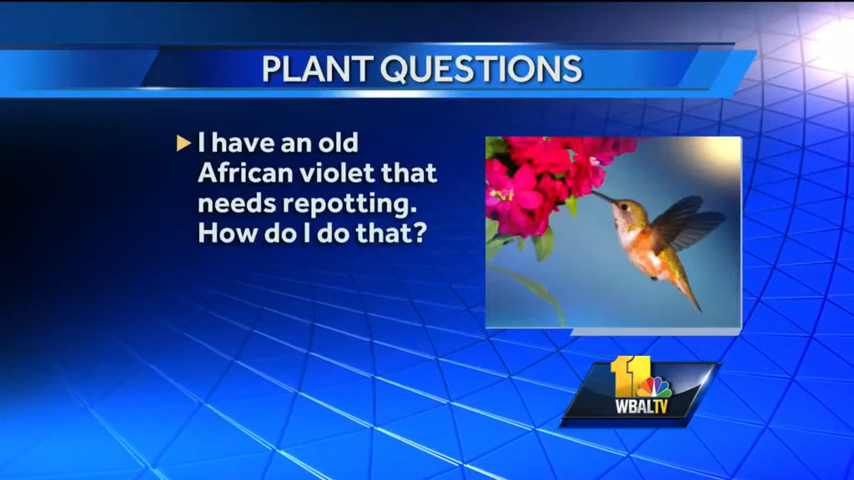 PLANT QUESTIONS
I have an old
African violet that
needs repotting.
How do I do that?
11
WBALTV